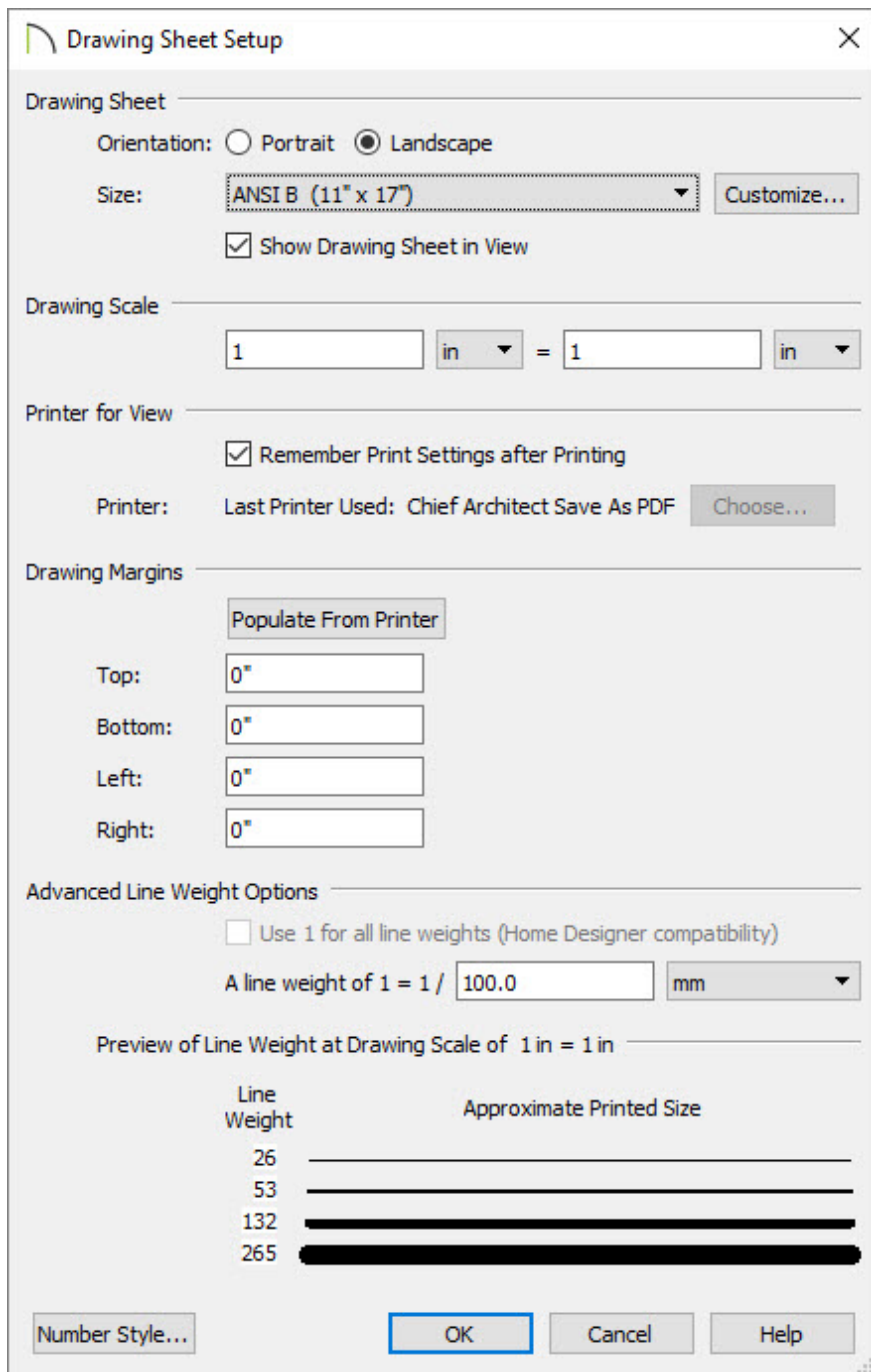 Drawing Sheet Setup
Drawing Sheet
Orientation: Portrait Landscape
Size: ANSI B (11" x 17") Customize...
Show Drawing Sheet in View
Drawing Scale
1 in = 1 in
Printer for View
Remember Print Settings after Printing
Printer: Last Printer Used: Chief Architect Save As PDF Choose...
Drawing Margins
Populate From Printer
Top: 0"
Bottom: 0"
Left: 0"
Right: 0"
Advanced Line Weight Options
Use 1 for all line weights (Home Designer compatibility)
A line weight of 1 = 1 / 100.0 mm
Preview of Line Weight at Drawing Scale of 1 in = 1 in
Line
Weight Approximate Printed Size
26
53
132
265
Number Style... OK Cancel Help